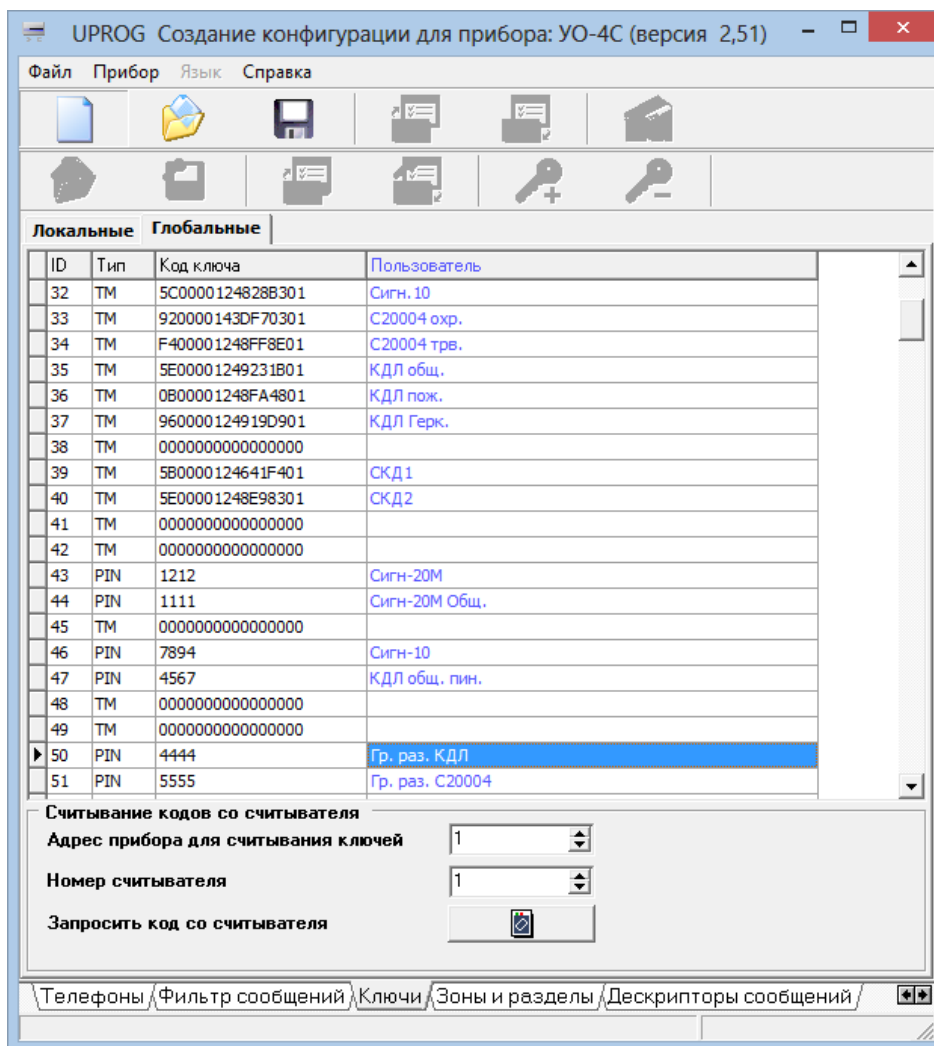 UPROG Создание конфигурации для прибора: УО-4С (версия 2,51)
Файл Прибор Язык Справка
Локальные Глобальные
ID Тип Код ключа Пользователь
32 TM 5C0000124828B301 Сигн. 10
33 TM 920000143DF70301 С20004 охр.
34 TM F400001248FF8E01 С20004 трв.
35 TM 5E00001249231B01 КДЛ общ.
36 TM 0B00001248FA4801 КДЛ пож.
37 TM 960000124919D901 КДЛ Герк.
38 TM 0000000000000000
39 TM 5B0000124641F401 СКД1
40 TM 5E00001248E98301 СКД2
41 TM 0000000000000000
42 TM 0000000000000000
43 PIN 1212 Сигн-20М
44 PIN 1111 Сигн-20М Общ.
45 TM 0000000000000000
46 PIN 7894 Сигн-10
47 PIN 4567 КДЛ общ. пин.
48 TM 0000000000000000
49 TM 0000000000000000
50 PIN 4444 Гр. раз. КДЛ
51 PIN 5555 Гр. раз. С20004
Считывание кодов со считывателя
Адрес прибора для считывания ключей 1
Номер считывателя 1
Запросить код со считывателя
Телефоны Фильтр сообщений Ключи Зоны и разделы Дескрипторы сообщений